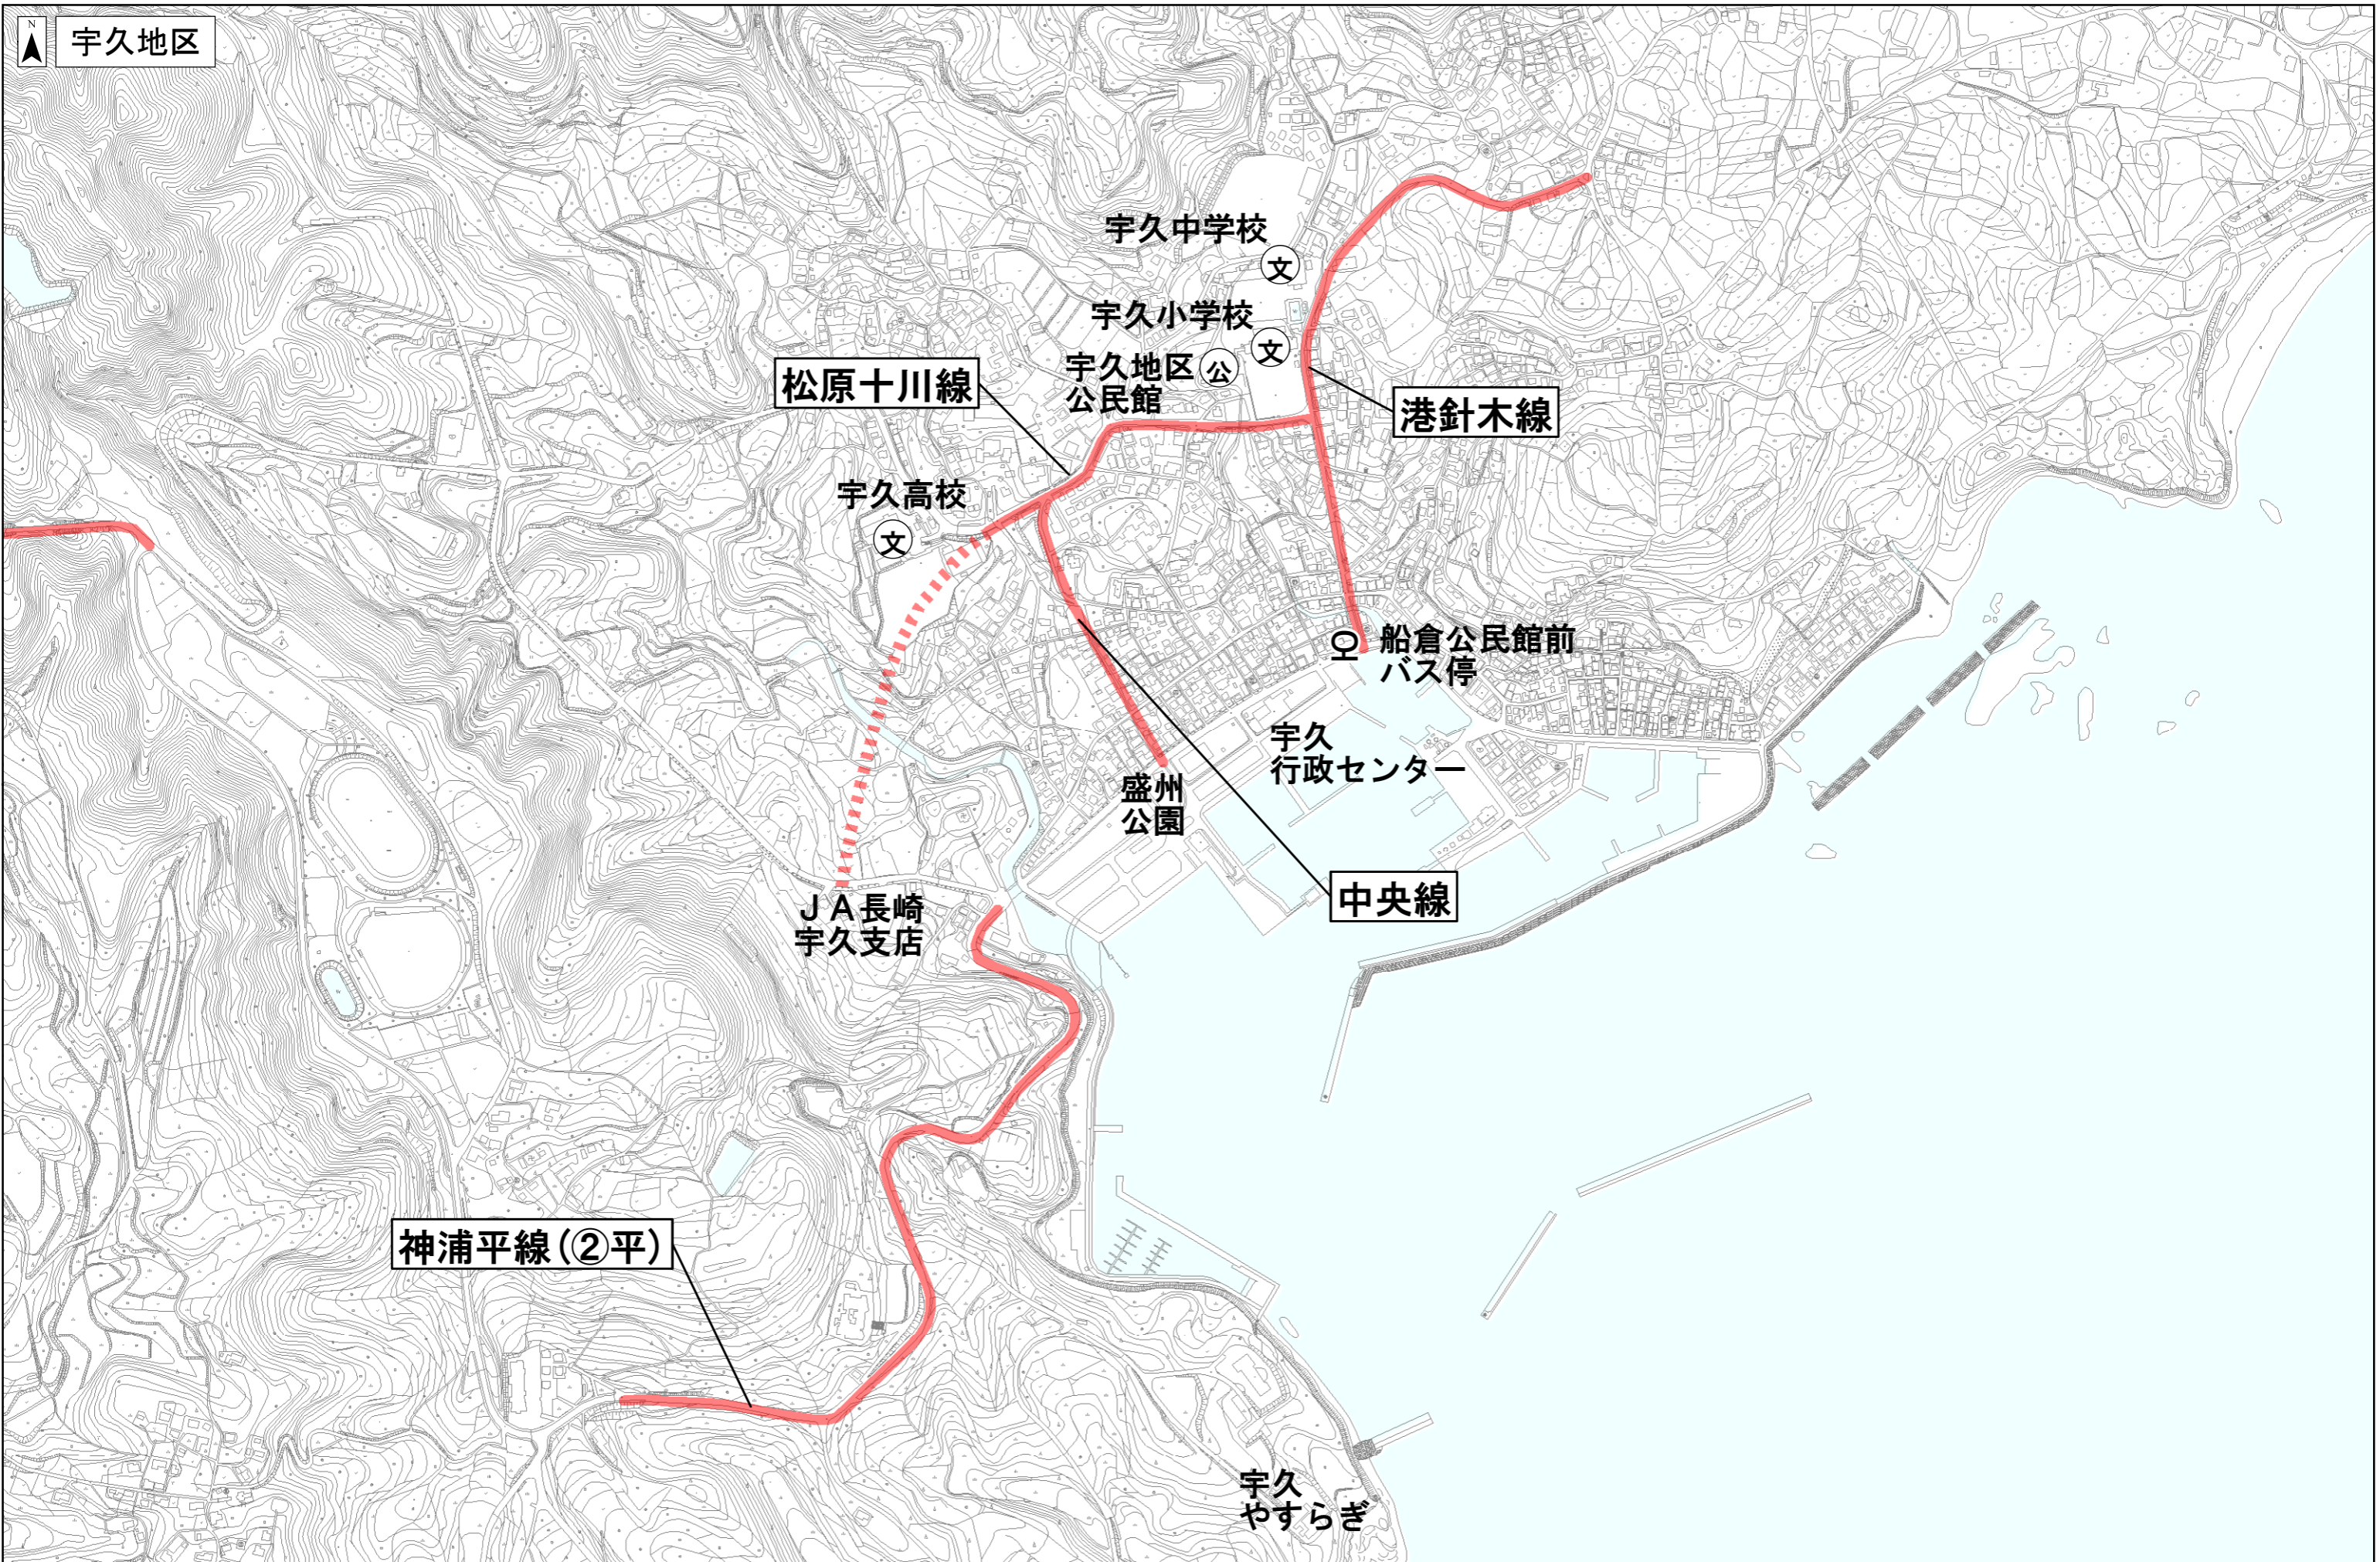 N
宇久地区
宇久中学校
文
宇久小学校
文
宇久地区
公民館
公
松原十川線
港針木線
宇久高校
文
船倉公民館前
バス停
宇久
行政センター
盛州
公園
中央線
ＪＡ長崎
宇久支店
神浦平線（②平）
宇久
やすらぎ